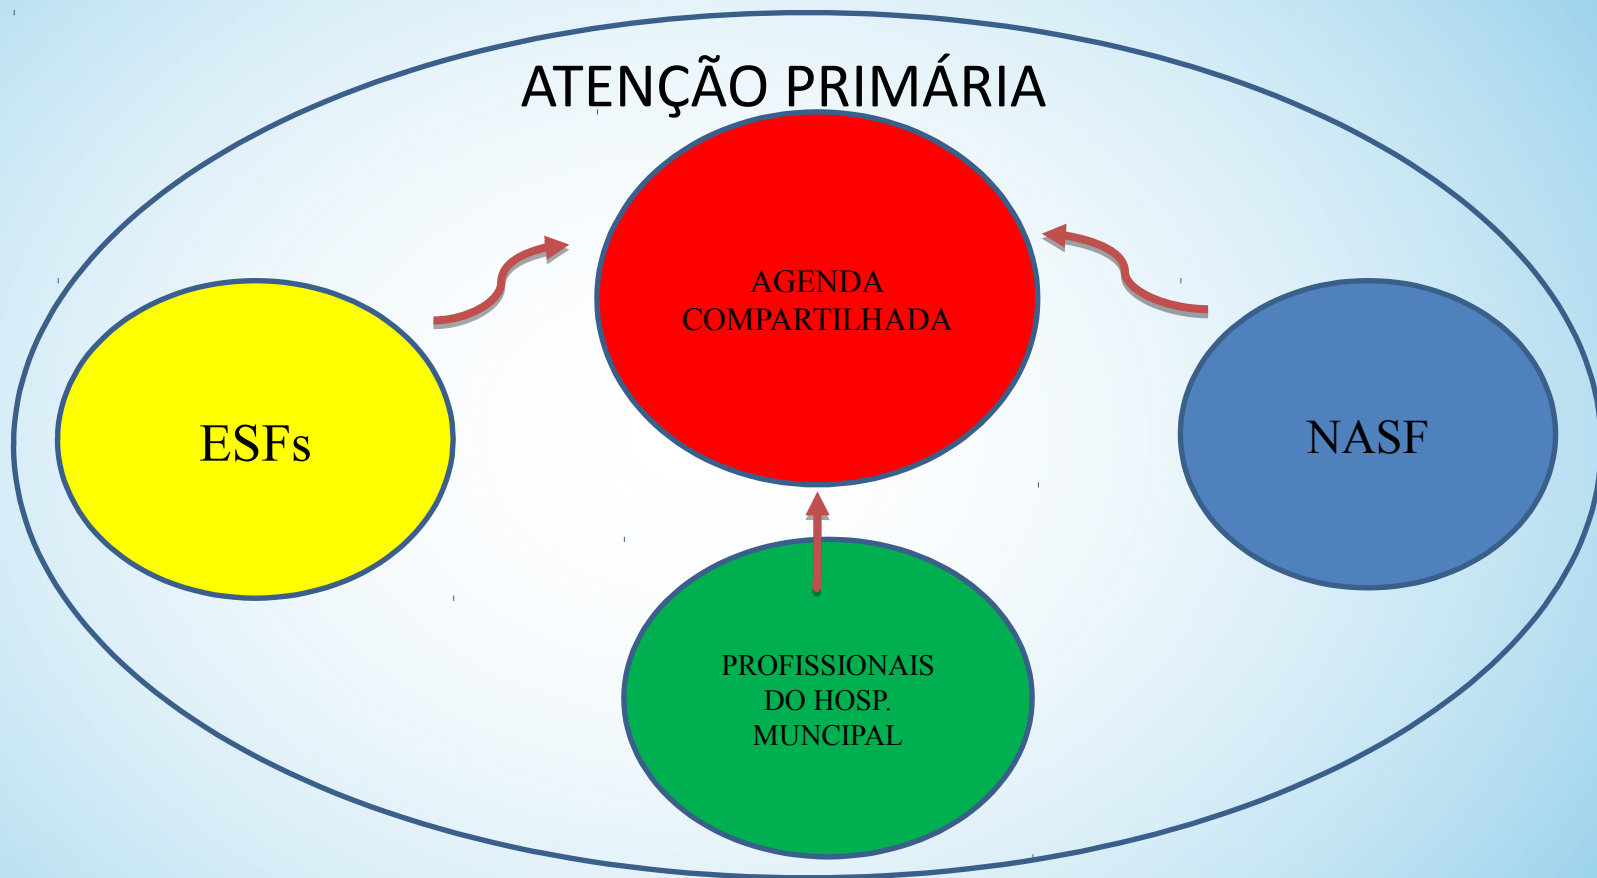 ATENÇÃO PRIMÁRIA
AGENDA
COMPARTILHADA
ESFs
NASF
PROFISSIONAIS
DO HOSP.
MUNCIPAL